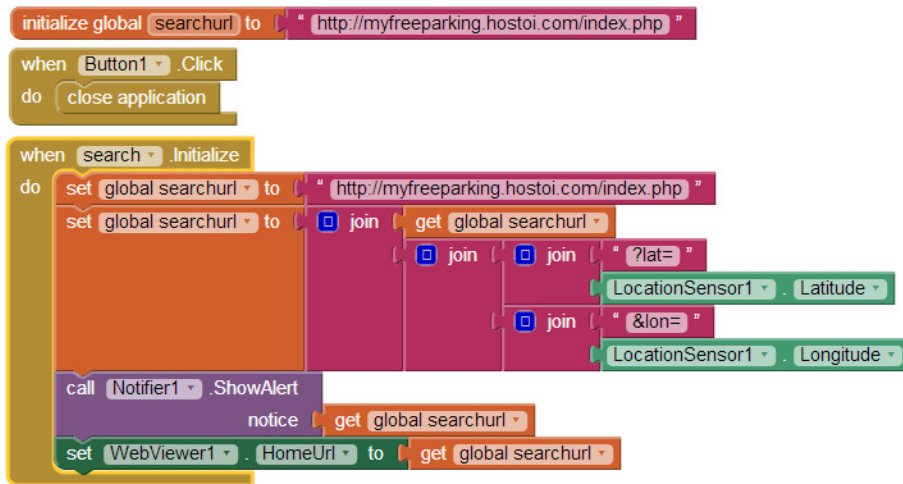 initialize global searchurl to " http://myfreeparking.hostoi.com/index.php "
when Button1 .Click
do close application
when search .Initialize
do set global searchurl to " http://myfreeparking.hostoi.com/index.php "
set global searchurl to join get global searchurl
join join " ?lat= "
LocationSensor1 . Latitude
join " &lon= "
LocationSensor1 . Longitude
call Notifier1 .ShowAlert
notice get global searchurl
set WebViewer1 . HomeUrl to get global searchurl